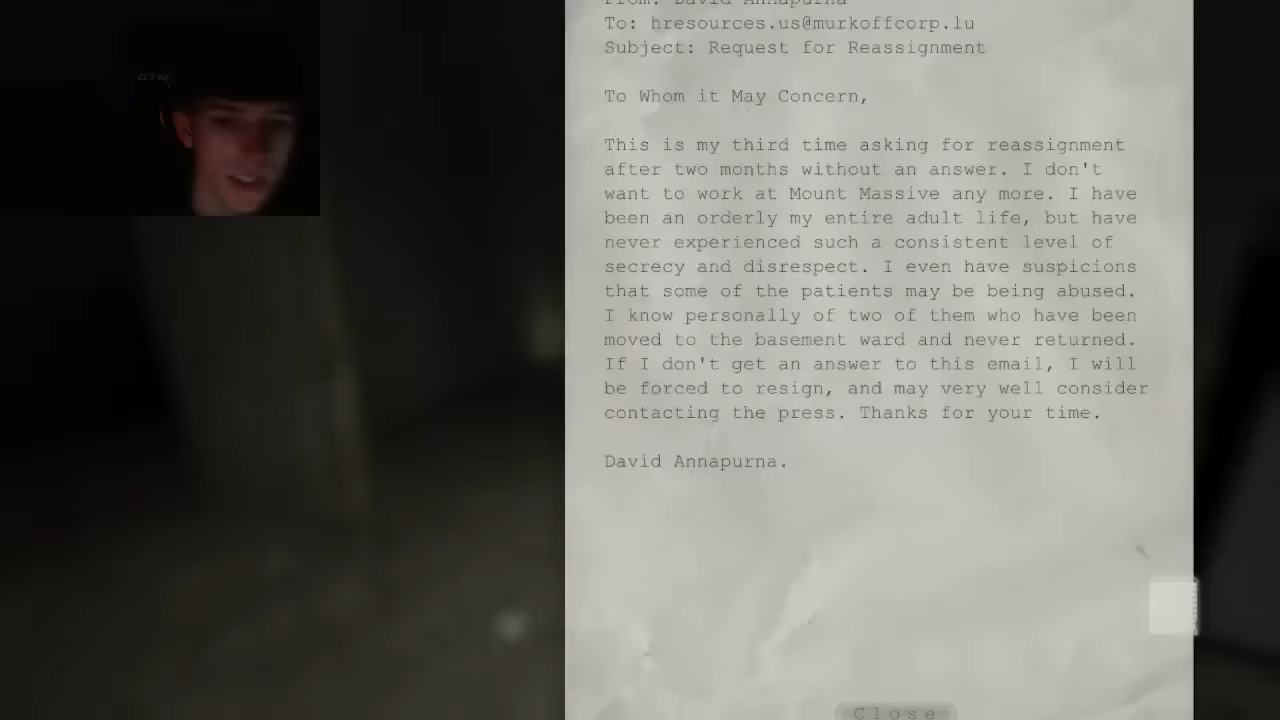 From: David Annapurna
To: hresources.us@murkoffcorp.lu
Subject: Request for Reassignment
To Whom it May Concern,
This is my third time asking for reassignment
after two months without an answer. I don't
want to work at Mount Massive any more. I have
been an orderly my entire adult life, but have
never experienced such a consistent level of
secrecy and disrespect. I even have suspicions
that some of the patients may be being abused.
I know personally of two of them who have been
moved to the basement ward and never returned.
If I don't get an answer to this email, I will
be forced to resign, and may very well consider
contacting the press. Thanks for your time.
David Annapurna.
Close